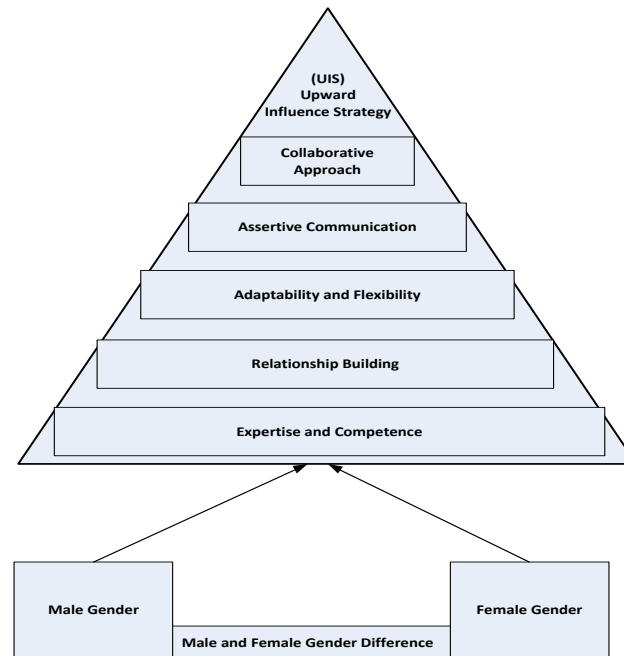 (UIS)
Upward
Influence Strategy
Collaborative
Approach
Assertive Communication
Adaptability and Flexibility
Relationship Building
Expertise and Competence
Male Gender
Female Gender
Male and Female Gender Difference